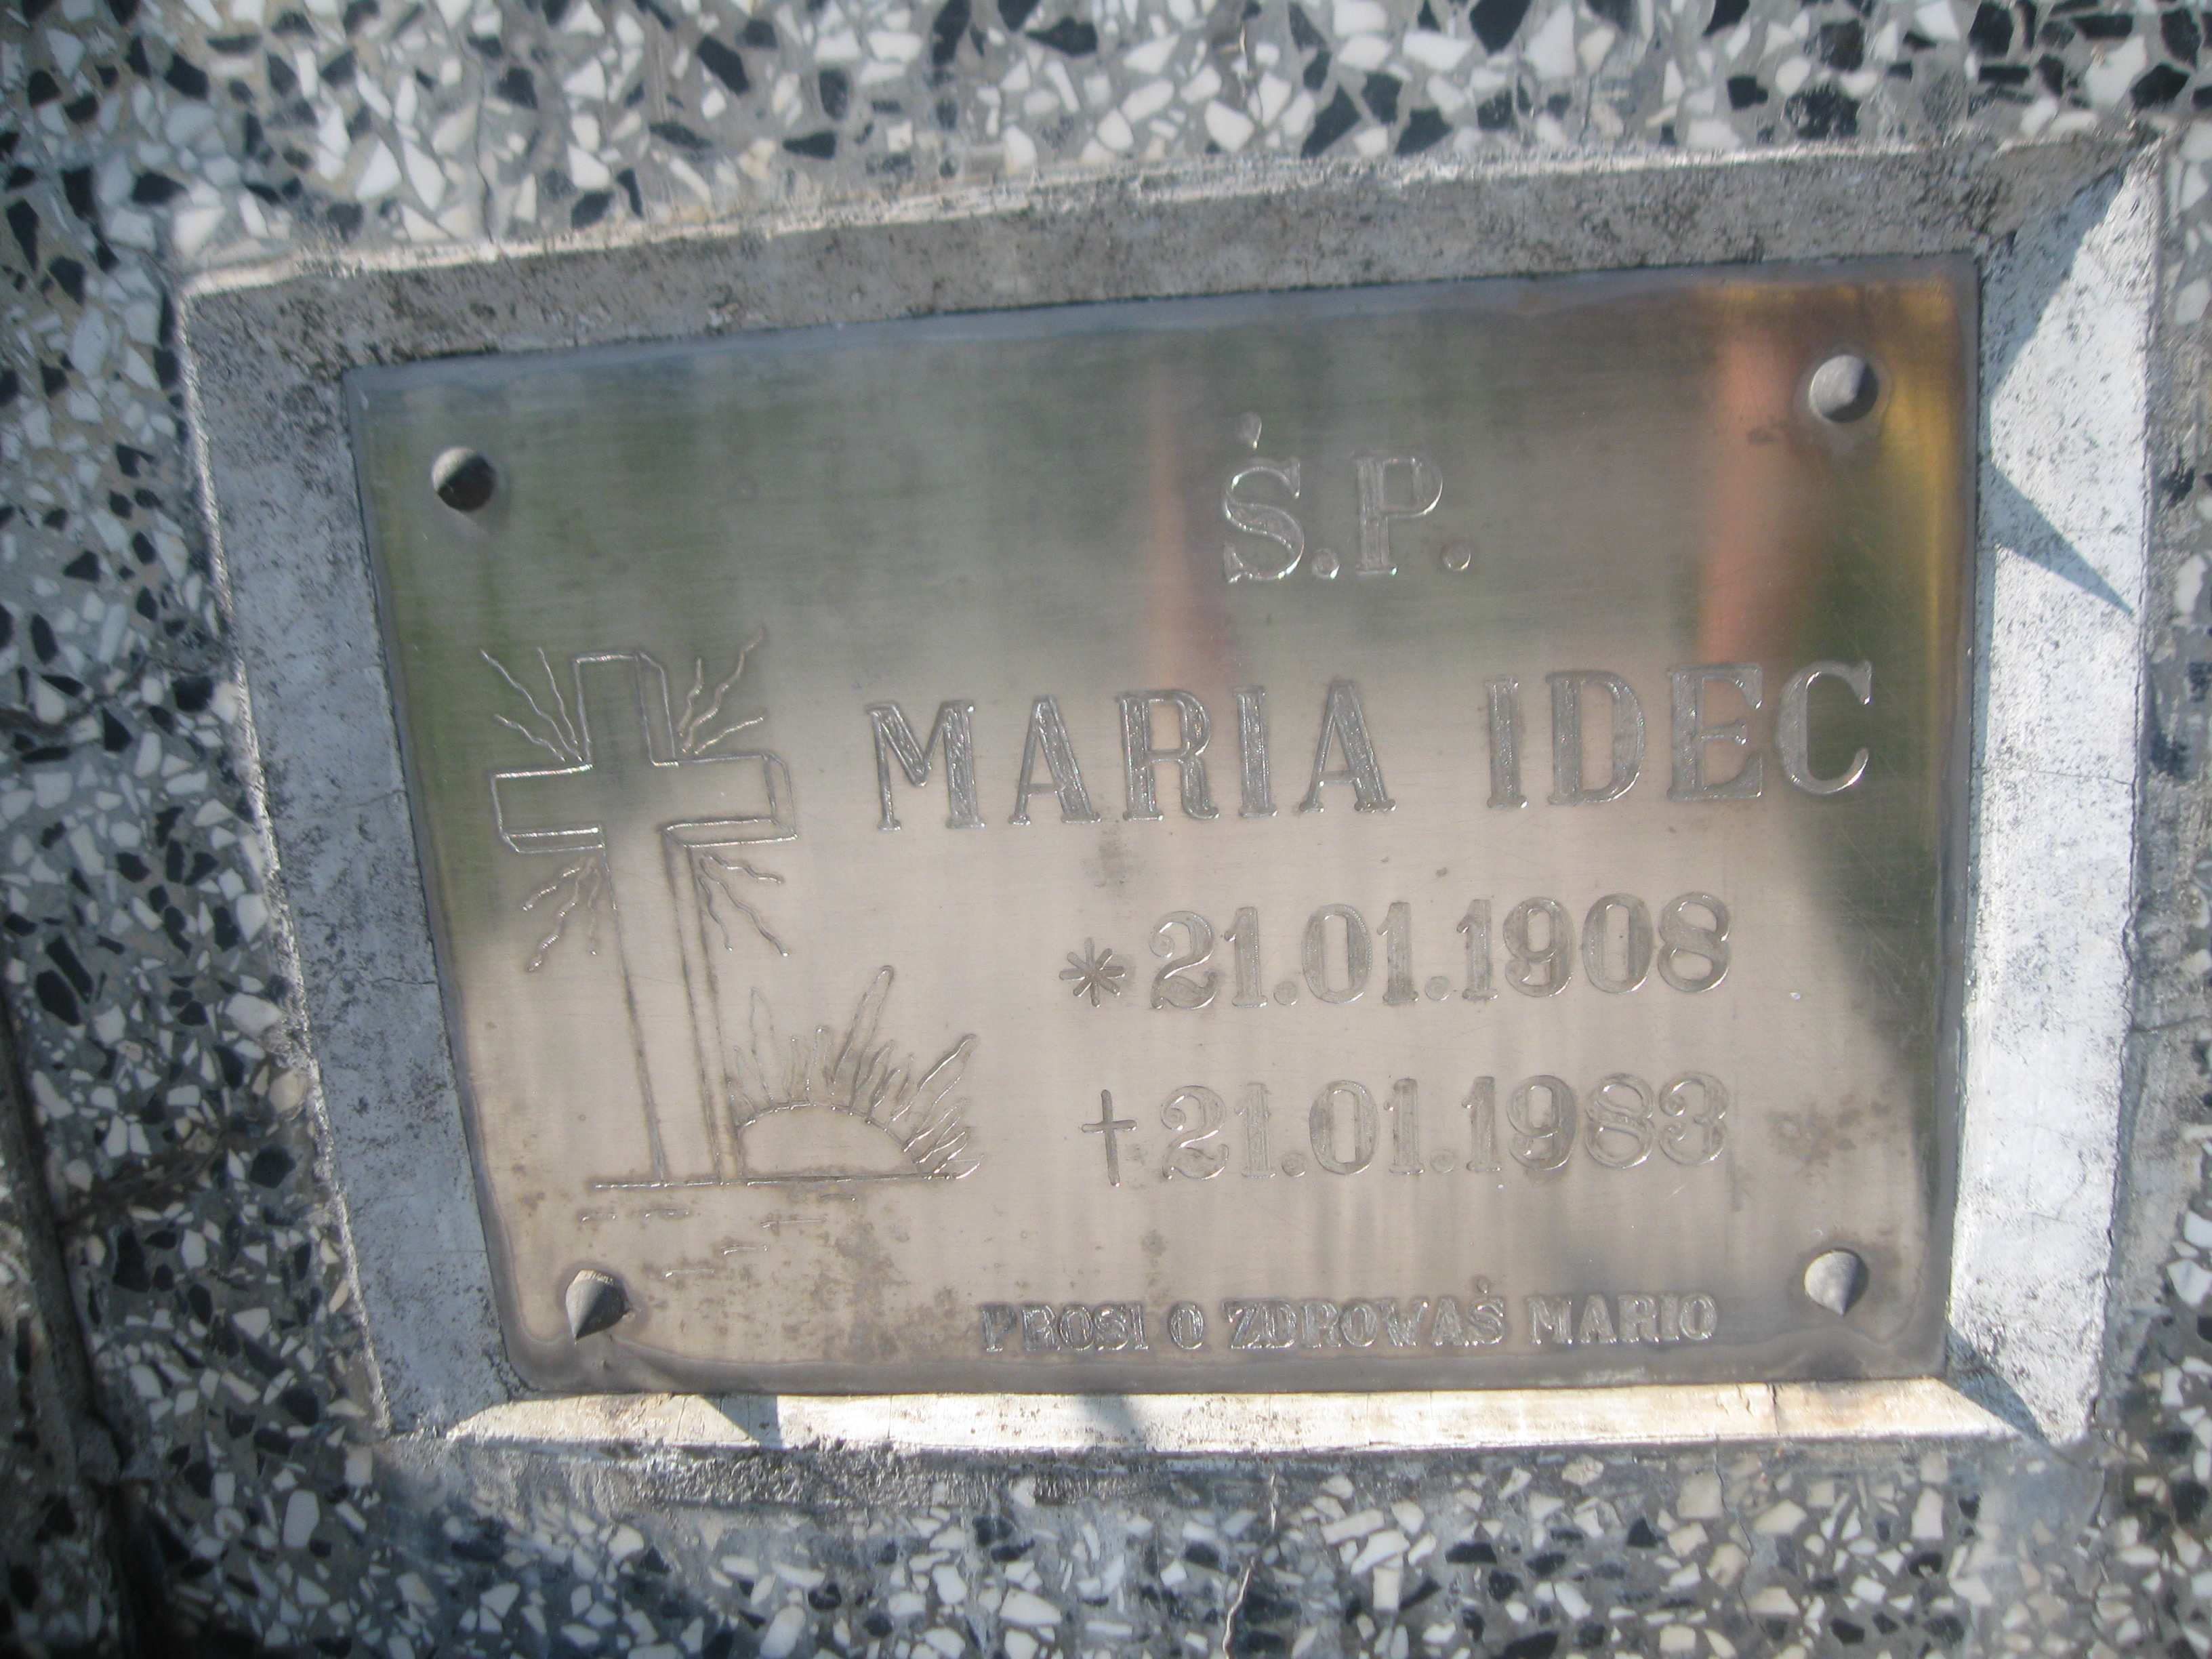 Ś.P.
MARIA IDEC
*21.01.1908
†21.01.1983
PROSI O ZDROWAŚ MARIO